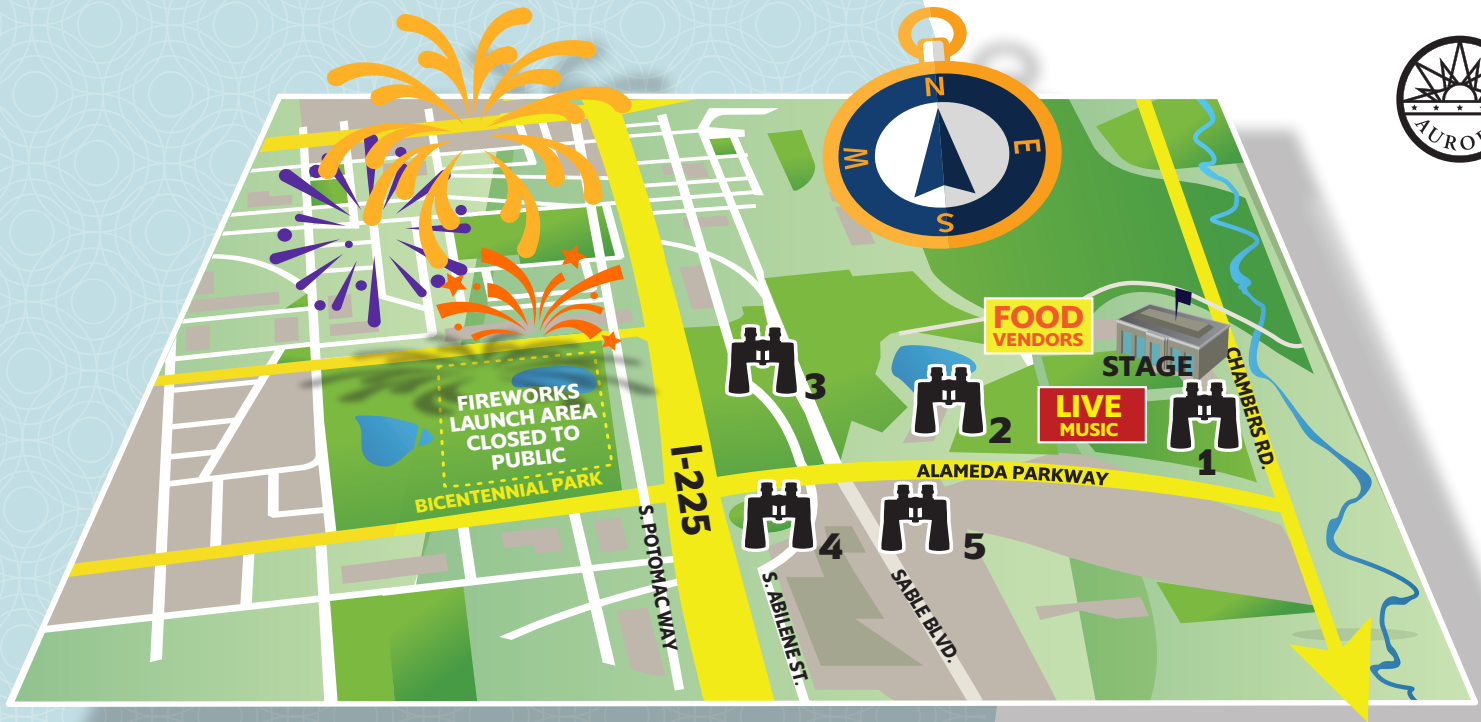 N
W
E
S
AURO
FOOD
VENDORS
STAGE
CHAMBERS RD.
LIVE
MUSIC
1
2
3
FIREWORKS
LAUNCH AREA
CLOSED TO
PUBLIC
BICENTENNIAL PARK
I-225
ALAMEDA PARKWAY
S. POTOMAC WAY
4
5
S. ABILENE ST.
SABLE BLVD.